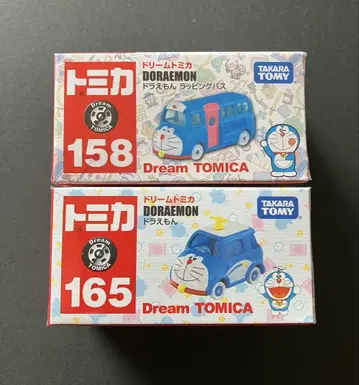 トミカ
Dream
TOMICA
158
ドリームトミカ
DORAEMON
ドラえもん ラッピングバス
TAKARA
TOMY
Dream TOMICA
トミカ
Dream
TOMICA
165
ドリームトミカ
DORAEMON
ドラえもん
TAKARA
TOMY
Dream TOMICA